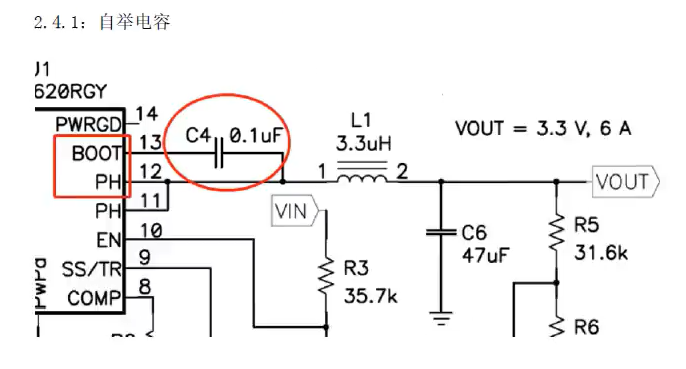 2.4.1：自举电容
J1
620RGY
PWRGD 14
BOOT 13
C4 0.1uF
PH 12
PH 11
EN 10
SS/TR 9
COMP 8
PwPd
L1
3.3uH
1 2
VOUT = 3.3 V, 6 A
VOUT
VIN
R3
35.7k
C6
47uF
R5
31.6k
R6